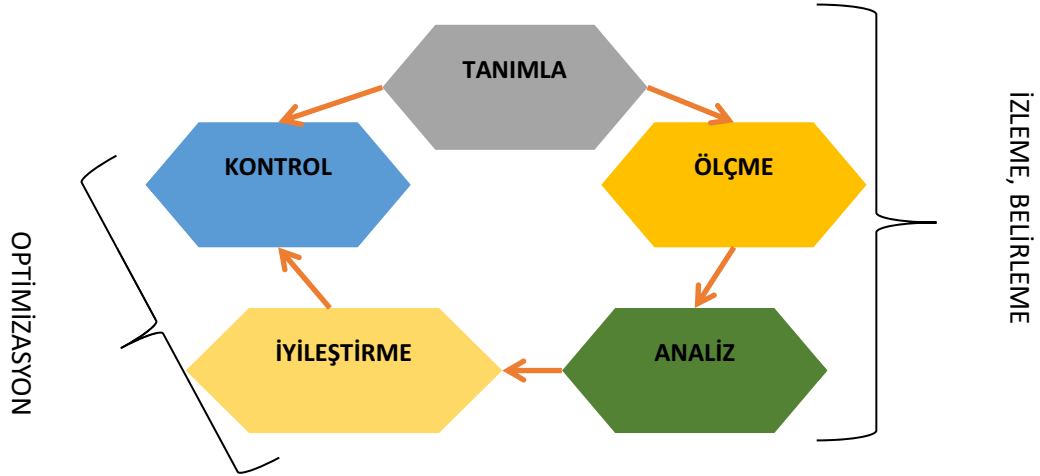 TANIMLA
KONTROL
ÖLÇME
İYİLEŞTİRME
ANALİZ
OPTİMİZASYON
İZLEME, BELİRLEME